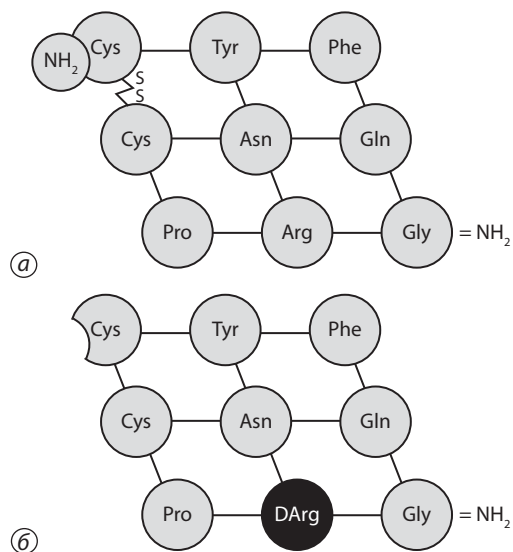 Cys Tyr Phe
NH₂
S
S
Cys Asn Gln
Pro Arg Gly = NH₂
а
Cys Tyr Phe
Cys Asn Gln
Pro DArg Gly = NH₂
б